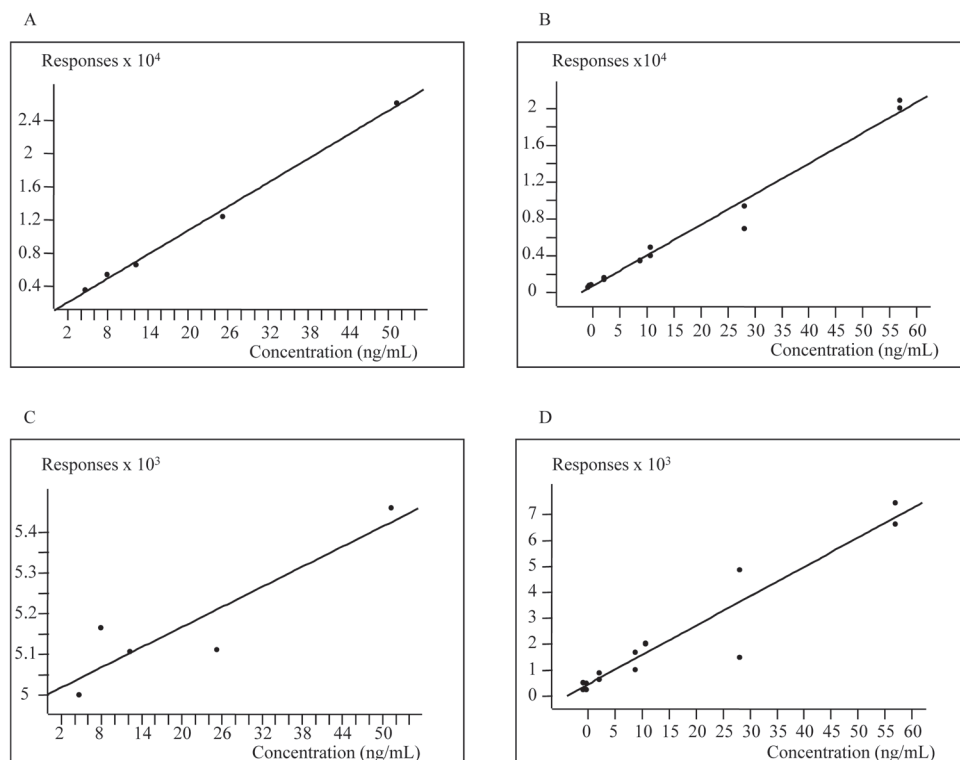 A
Responses x 10⁴
2.4
2
1.6
1.2
0.8
0.4
2 8 14 20 26 32 38 44 50
Concentration (ng/mL)
B
Responses x10⁴
2
1.6
1.2
0.8
0.4
0
0 5 10 15 20 25 30 35 40 45 50 55 60
Concentration (ng/mL)
C
Responses x 10³
5.4
5.3
5.2
5.1
5
2 8 14 20 26 32 38 44 50
Concentration (ng/mL)
D
Responses x 10³
7
6
5
4
3
2
1
0
0 5 10 15 20 25 30 35 40 45 50 55 60
Concentration (ng/mL)